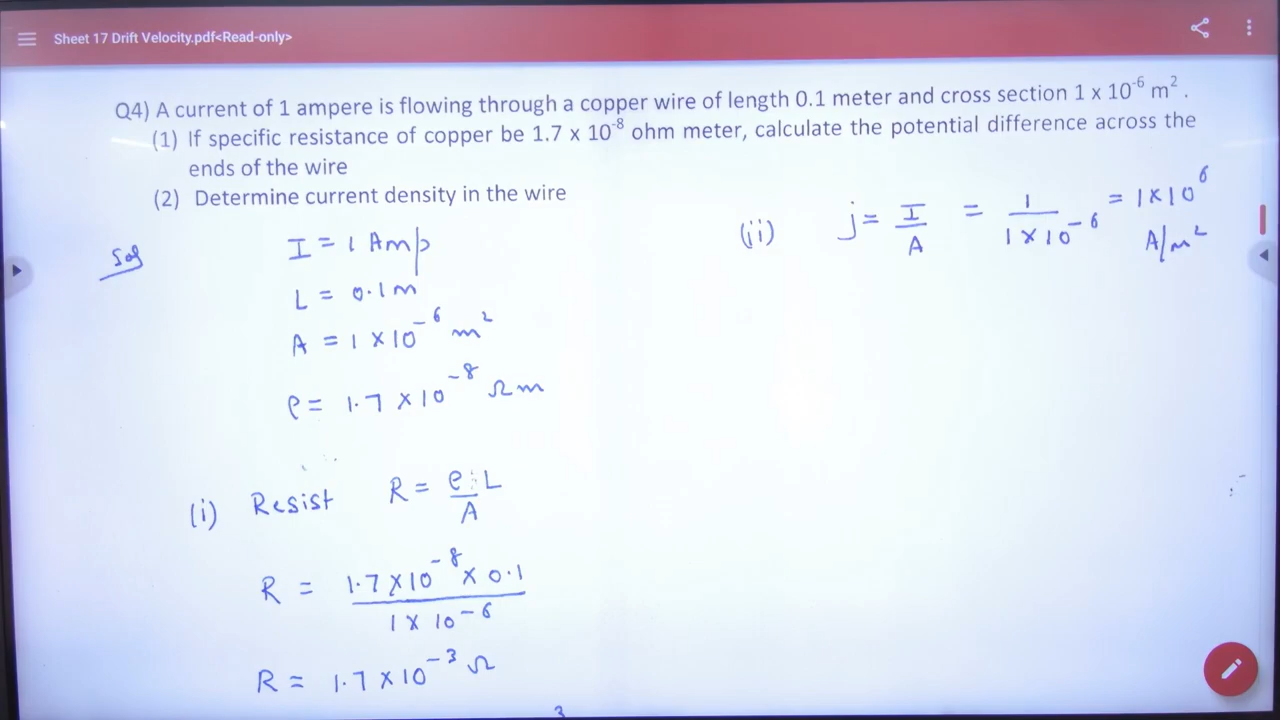 Sheet 17 Drift Velocity.pdf<Read-only>
Q4) A current of 1 ampere is flowing through a copper wire of length 0.1 meter and cross section 1 x 10⁻⁶ m² .
(1) If specific resistance of copper be 1.7 x 10⁻⁸ ohm meter, calculate the potential difference across the
ends of the wire
(2) Determine current density in the wire
Sol
I = 1 Amp
L = 0.1 m
A = 1 × 10⁻⁶ m²
ρ = 1.7 × 10⁻⁸ Ω m
(i) Resist R = ρ L / A
R = 1.7 × 10⁻⁸ × 0.1 / 1 × 10⁻⁶
R = 1.7 × 10⁻³ Ω
3
(ii) j = I / A = 1 / 1 × 10⁻⁶ = 1 × 10⁶
A/m²